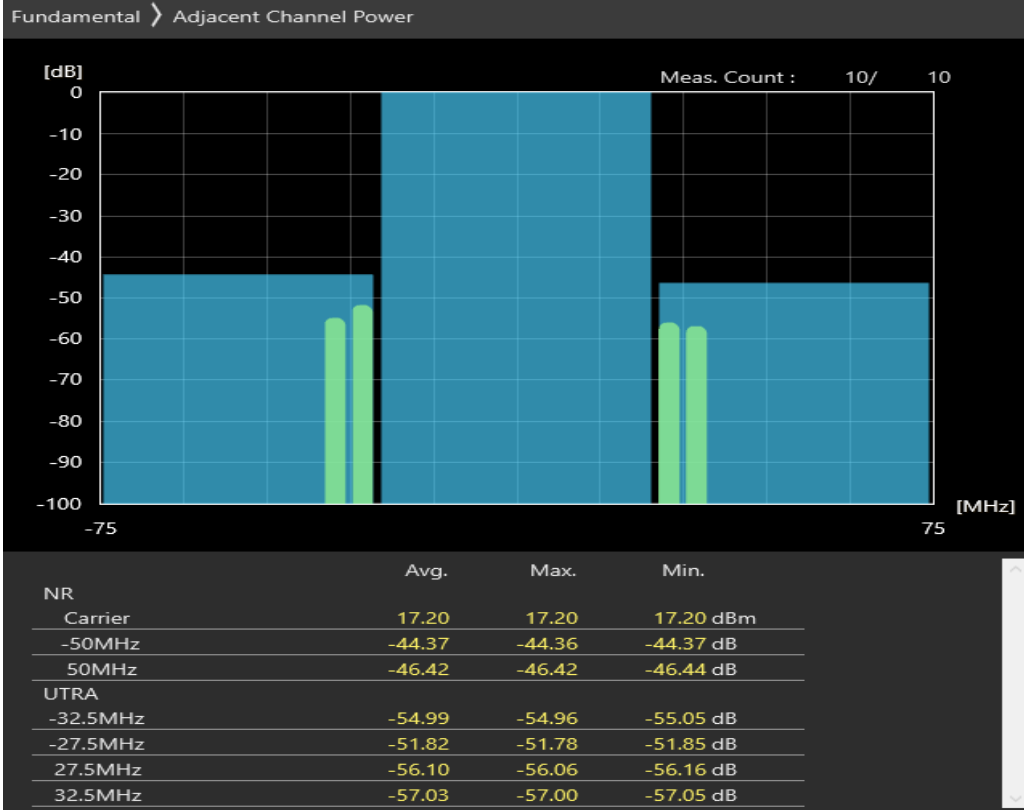 Fundamental 〉 Adjacent Channel Power
[dB]
Meas. Count : 10/ 10
0
-10
-20
-30
-40
-50
-60
-70
-80
-90
-100
[MHz]
-75 75
Avg. Max. Min.
NR
Carrier 17.20 17.20 17.20 dBm
-50MHz -44.37 -44.36 -44.37 dB
50MHz -46.42 -46.42 -46.44 dB
UTRA
-32.5MHz -54.99 -54.96 -55.05 dB
-27.5MHz -51.82 -51.78 -51.85 dB
27.5MHz -56.10 -56.06 -56.16 dB
32.5MHz -57.03 -57.00 -57.05 dB